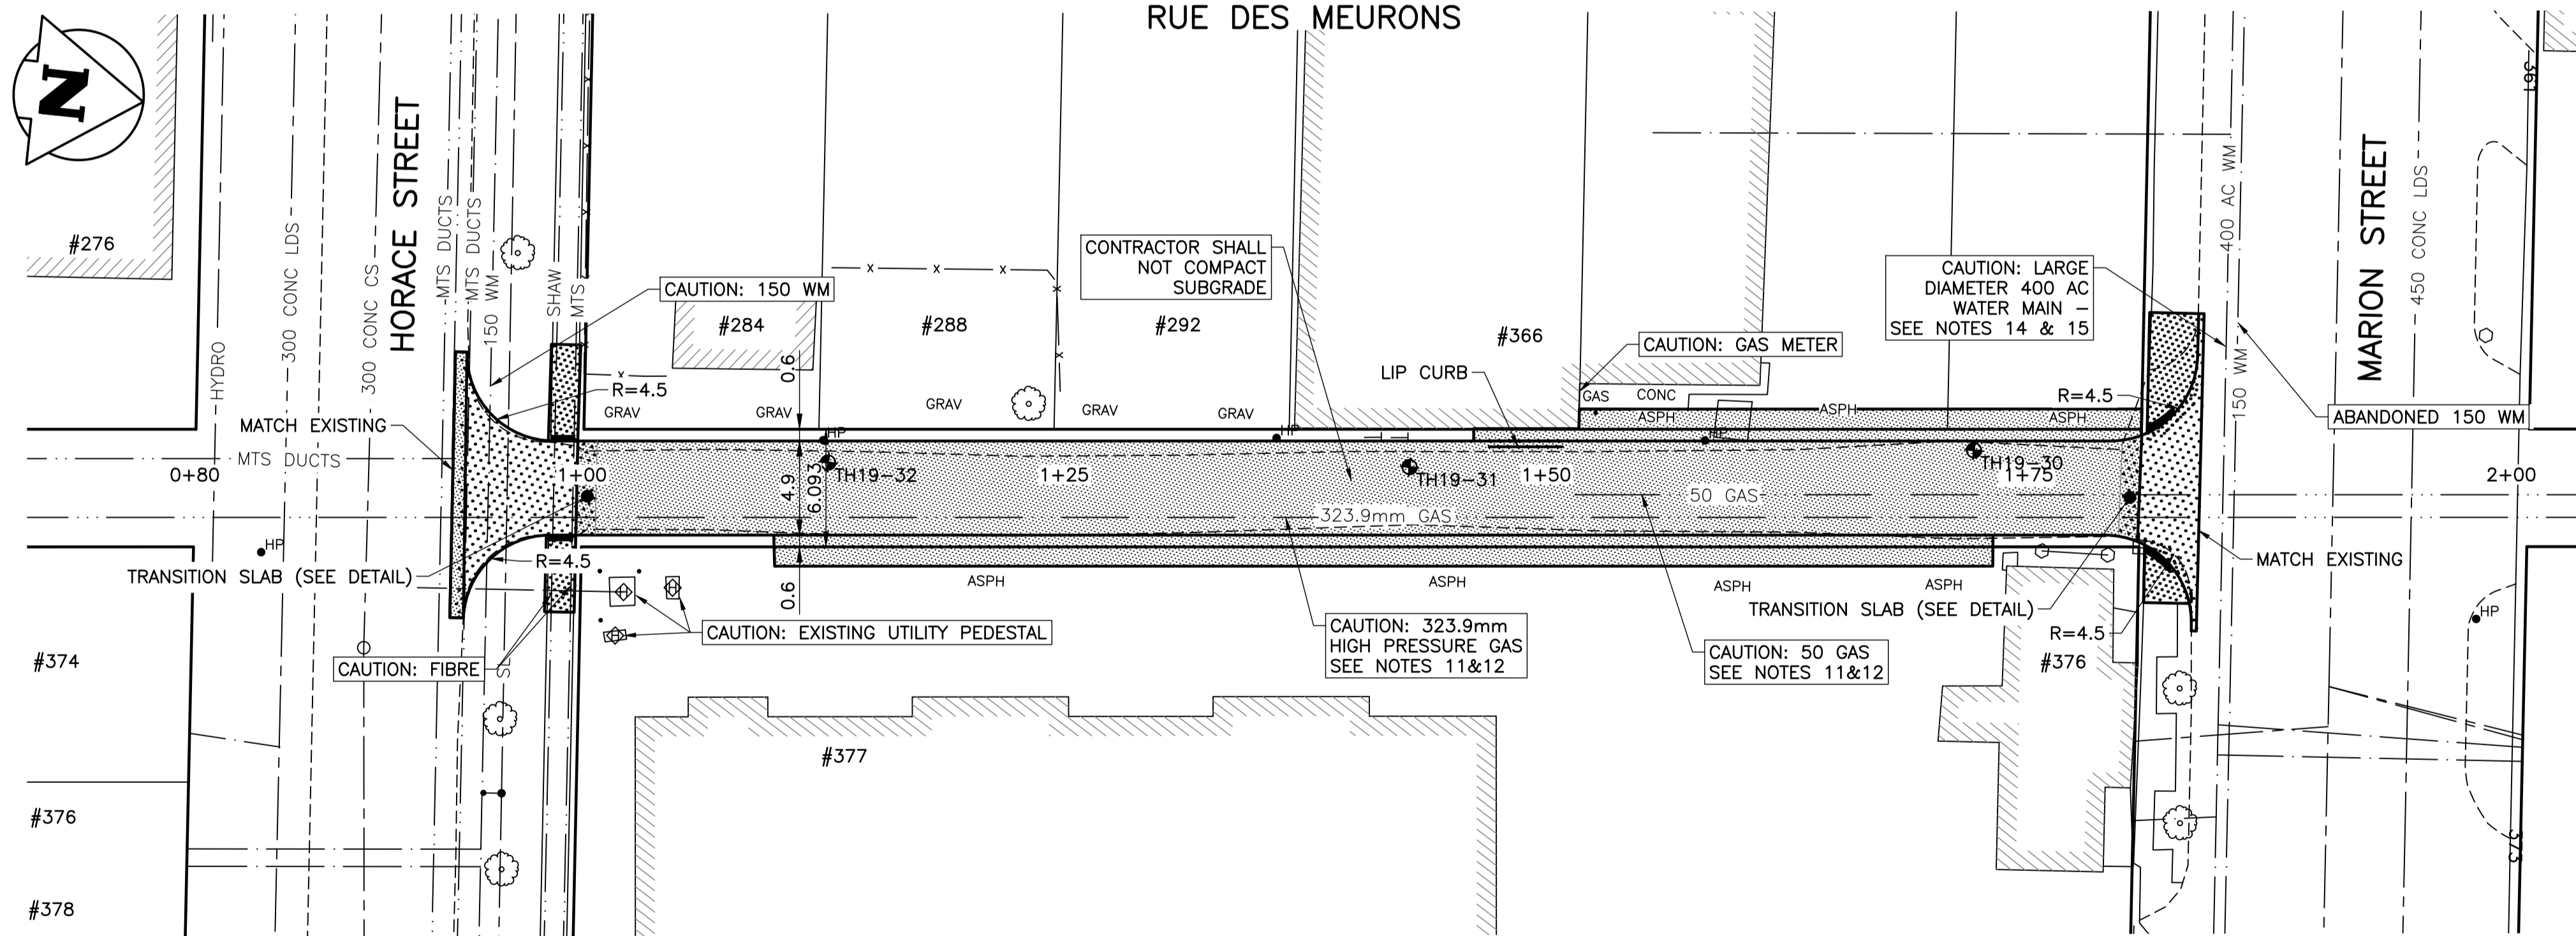 RUE DES MEURONS
N
#276
HYDRO
300 CONC LDS
300 CONC CS
HORACE STREET
MTS DUCTS
MTS DUCTS
150 WM
SHAW
MTS
CAUTION: 150 WM
#284
#288
#292
#366
CONTRACTOR SHALL
NOT COMPACT
SUBGRADE
CAUTION: LARGE
DIAMETER 400 AC
WATER MAIN –
SEE NOTES 14 & 15
CAUTION: GAS METER
LIP CURB
R=4.5
0.6
GRAV
GRAV
GRAV
GRAV
GRAV
GAS
CONC
ASPH
ASPH
ASPH
R=4.5
400 AC WM
150 WM
MARION STREET
450 CONC LDS
367
ABANDONED 150 WM
MATCH EXISTING
MTS DUCTS
HP
HP
HP
0+80
1+00
1+25
1+50
1+75
2+00
TH19-32
TH19-31
TH19-30
4.9
6.093
50 GAS
323.9mm GAS
HP
R=4.5
0.6
TRANSITION SLAB (SEE DETAIL)
ASPH
ASPH
ASPH
ASPH
MATCH EXISTING
TRANSITION SLAB (SEE DETAIL)
HP
CAUTION: EXISTING UTILITY PEDESTAL
CAUTION: 323.9mm
HIGH PRESSURE GAS
SEE NOTES 11&12
CAUTION: 50 GAS
SEE NOTES 11&12
R=4.5
#376
#374
CAUTION: FIBRE
#377
#376
373
#378